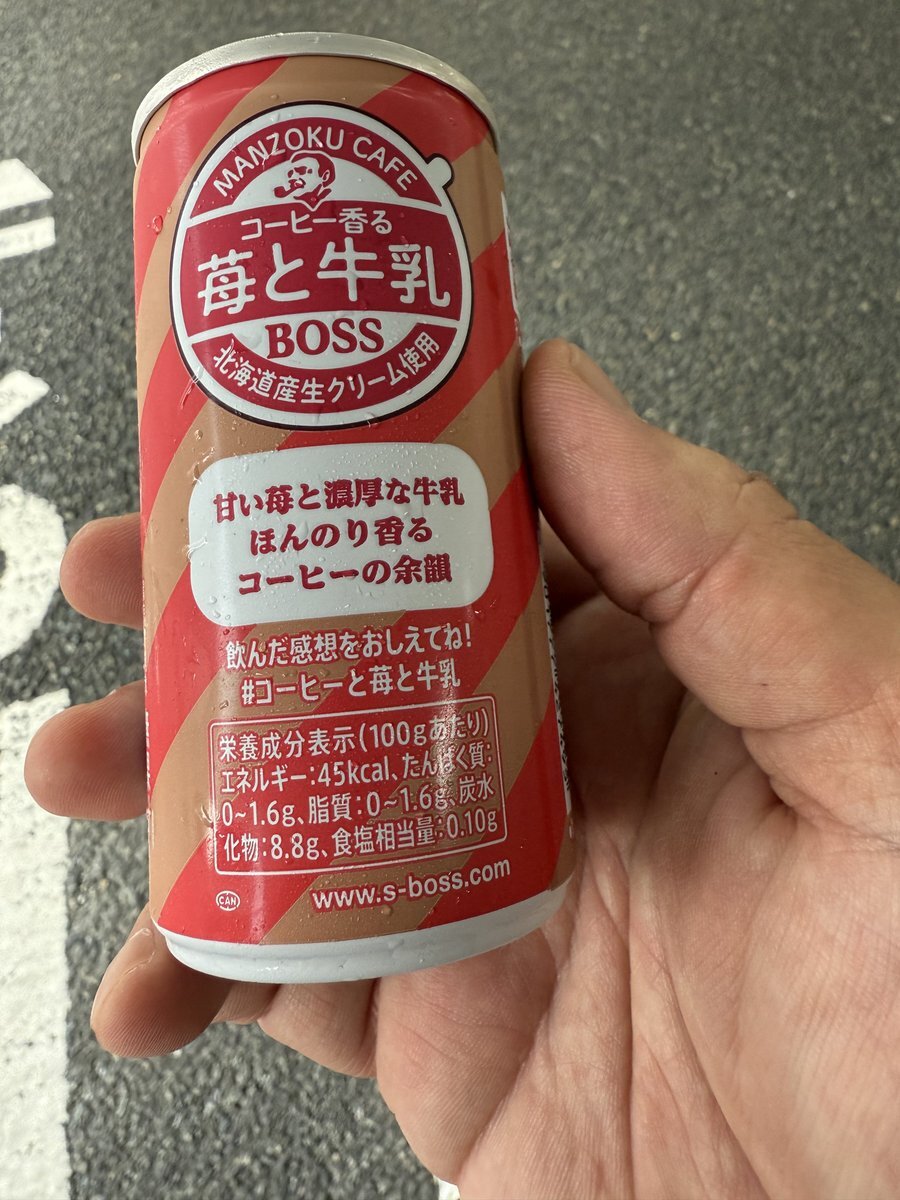 MANZOKU CAFE
コーヒー香る
苺と牛乳
BOSS
北海道産生クリーム使用
甘い苺と濃厚な牛乳
ほんのり香る
コーヒーの余韻
飲んだ感想をおしえてね!
#コーヒーと苺と牛乳
栄養成分表示(100gあたり)
エネルギー:45kcal、たんぱく質:
0~1.6g、脂質:0~1.6g、炭水
化物:8.8g、食塩相当量:0.10g
CAN
www.s-boss.com